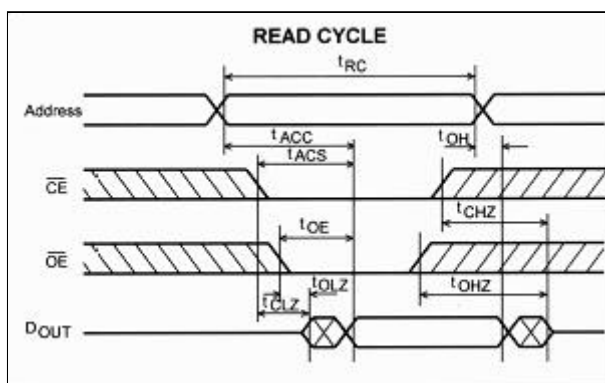 READ CYCLE
tRC
Address
tACC
tOH
tACS
CE
tCHZ
tOE
OE
tOLZ
tOHZ
tCLZ
DOUT